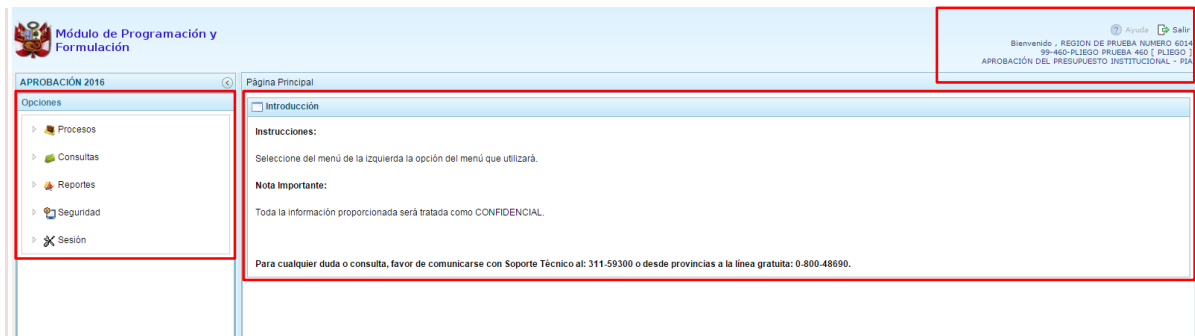 Módulo de Programación y
Formulación
Ayuda Salir
Bienvenido , REGION DE PRUEBA NUMERO 6014
99-460-PLIEGO PRUEBA 460 [ PLIEGO ]
APROBACIÓN DEL PRESUPUESTO INSTITUCIONAL - PIA
APROBACIÓN 2016
Página Principal
Opciones
Introducción
Procesos
Consultas
Reportes
Seguridad
Sesión
Instrucciones:
Seleccione del menú de la izquierda la opción del menú que utilizará.
Nota Importante:
Toda la información proporcionada será tratada como CONFIDENCIAL.
Para cualquier duda o consulta, favor de comunicarse con Soporte Técnico al: 311-59300 o desde provincias a la línea gratuita: 0-800-48690.